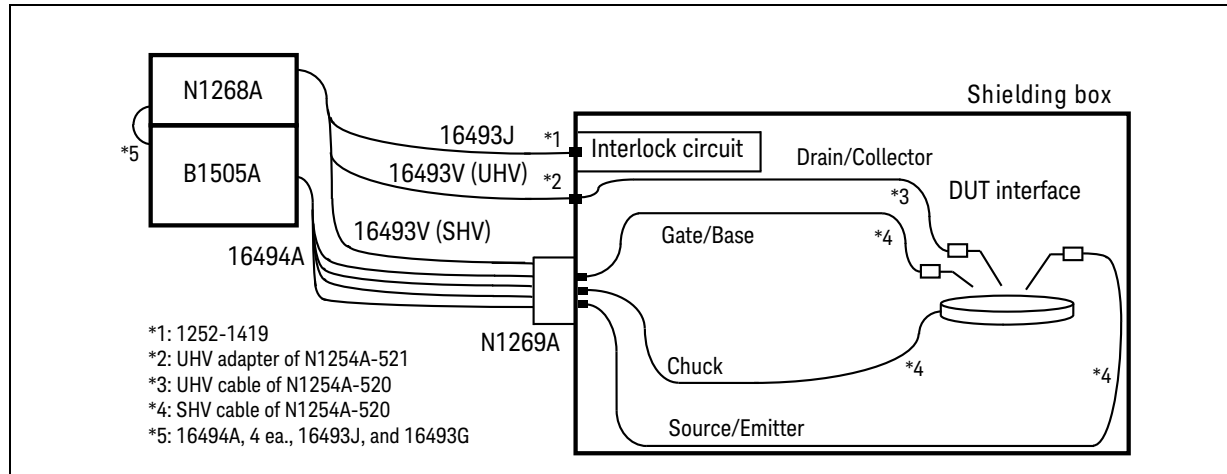 N1268A
B1505A
*5
Shielding box
16493J
*1
Interlock circuit
16493V (UHV)
*2
Drain/Collector
*3
DUT interface
16493V (SHV)
Gate/Base
*4
16494A
N1269A
Chuck
*4
*4
Source/Emitter
*1: 1252-1419
*2: UHV adapter of N1254A-521
*3: UHV cable of N1254A-520
*4: SHV cable of N1254A-520
*5: 16494A, 4 ea., 16493J, and 16493G